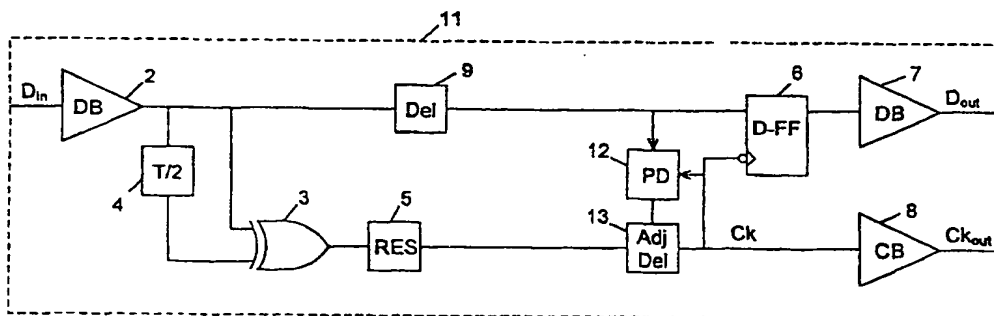 11
2
9
6
7
D_in
DB
Del
D-FF
DB
D_out
12
PD
T/2
4
3
5
13
8
RES
Adj
Del
Ck
CB
Ck_out